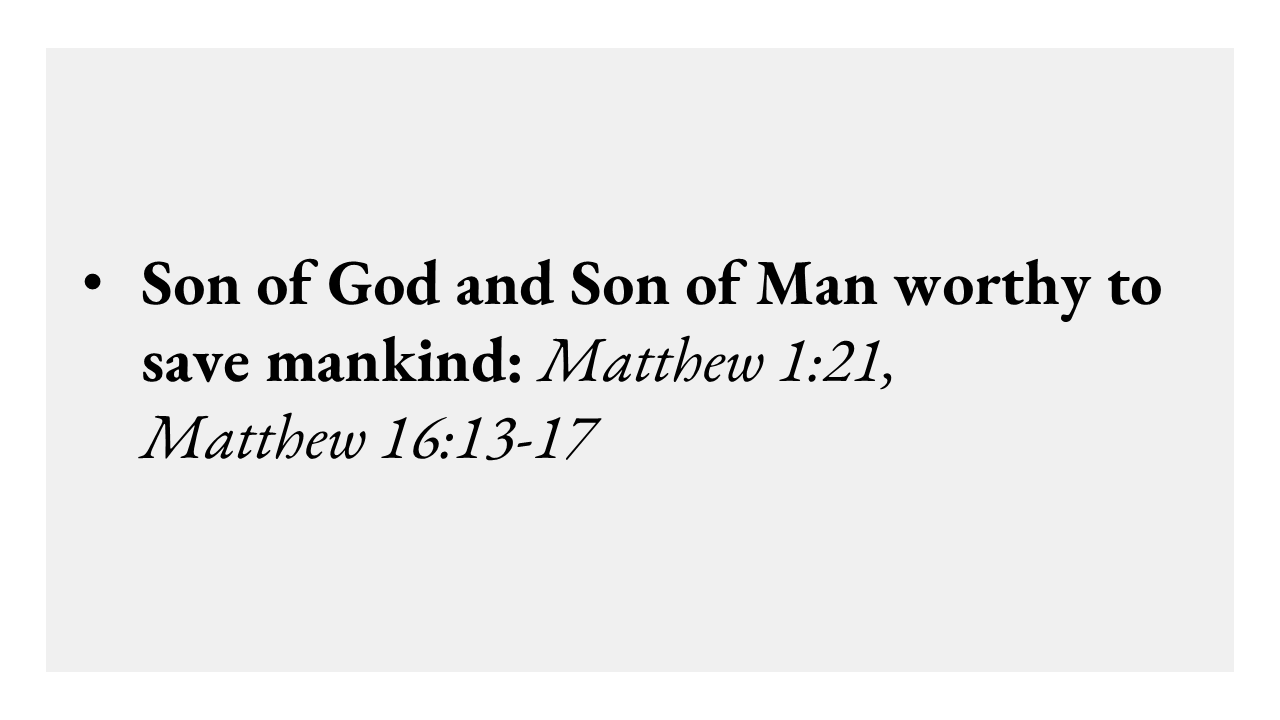 • Son of God and Son of Man worthy to
save mankind: Matthew 1:21,
Matthew 16:13-17